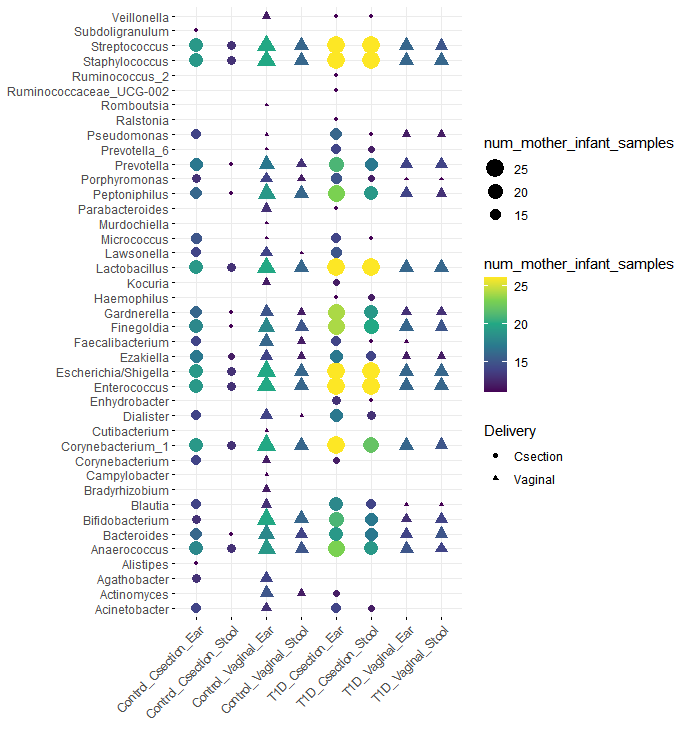 Veillonella
Subdoligranulum
Streptococcus
Staphylococcus
Ruminococcus_2
Ruminococcaceae_UCG-002
Romboutsia
Ralstonia
Pseudomonas
Prevotella_6
Prevotella
Porphyromonas
Peptoniphilus
Parabacteroides
Murdochiella
Micrococcus
Lawsonella
Lactobacillus
Kocuria
Haemophilus
Gardnerella
Finegoldia
Faecalibacterium
Ezakiella
Escherichia/Shigella
Enterococcus
Enhydrobacter
Dialister
Cutibacterium
Corynebacterium_1
Corynebacterium
Campylobacter
Bradyrhizobium
Blautia
Bifidobacterium
Bacteroides
Anaerococcus
Alistipes
Agathobacter
Actinomyces
Acinetobacter
Control_Csection_Ear
Control_Csection_Stool
Control_Vaginal_Ear
Control_Vaginal_Stool
T1D_Csection_Ear
T1D_Csection_Stool
T1D_Vaginal_Ear
T1D_Vaginal_Stool
num_mother_infant_samples
25
20
15
num_mother_infant_samples
25
20
15
Delivery
Csection
Vaginal